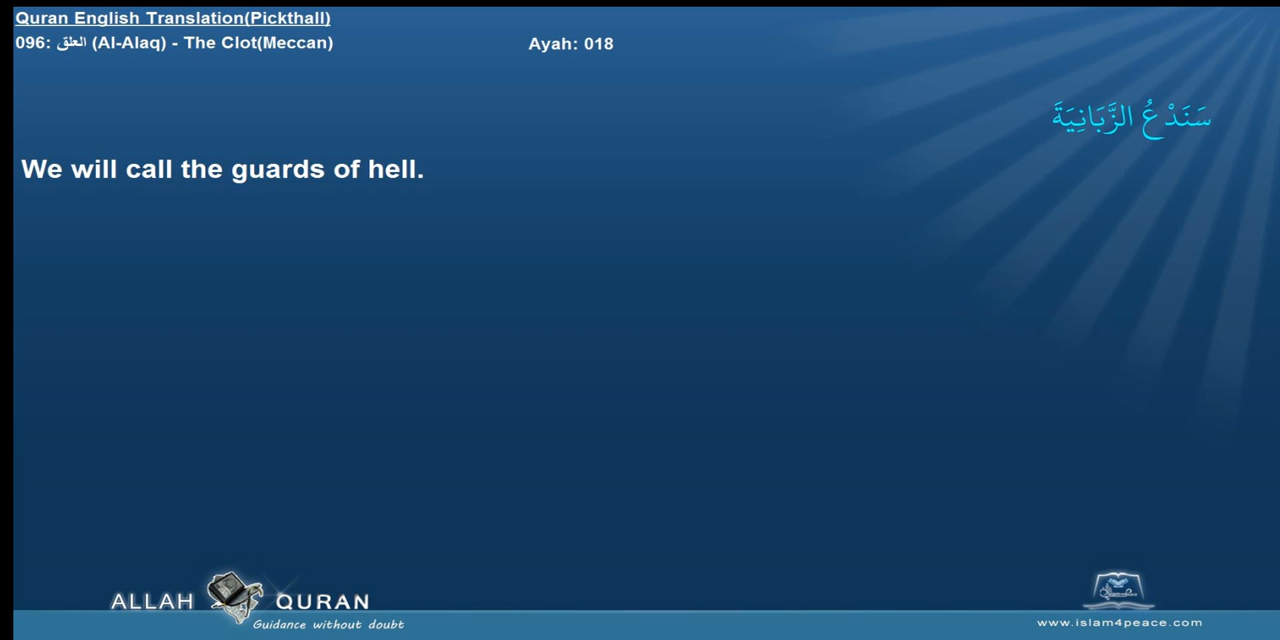 Quran English Translation(Pickthall)
096: العلق (Al-Alaq) - The Clot(Meccan)
Ayah: 018
سَنَدْعُ الزَّبَانِيَةَ
We will call the guards of hell.
ALLAH QURAN
Guidance without doubt
www.islam4peace.com